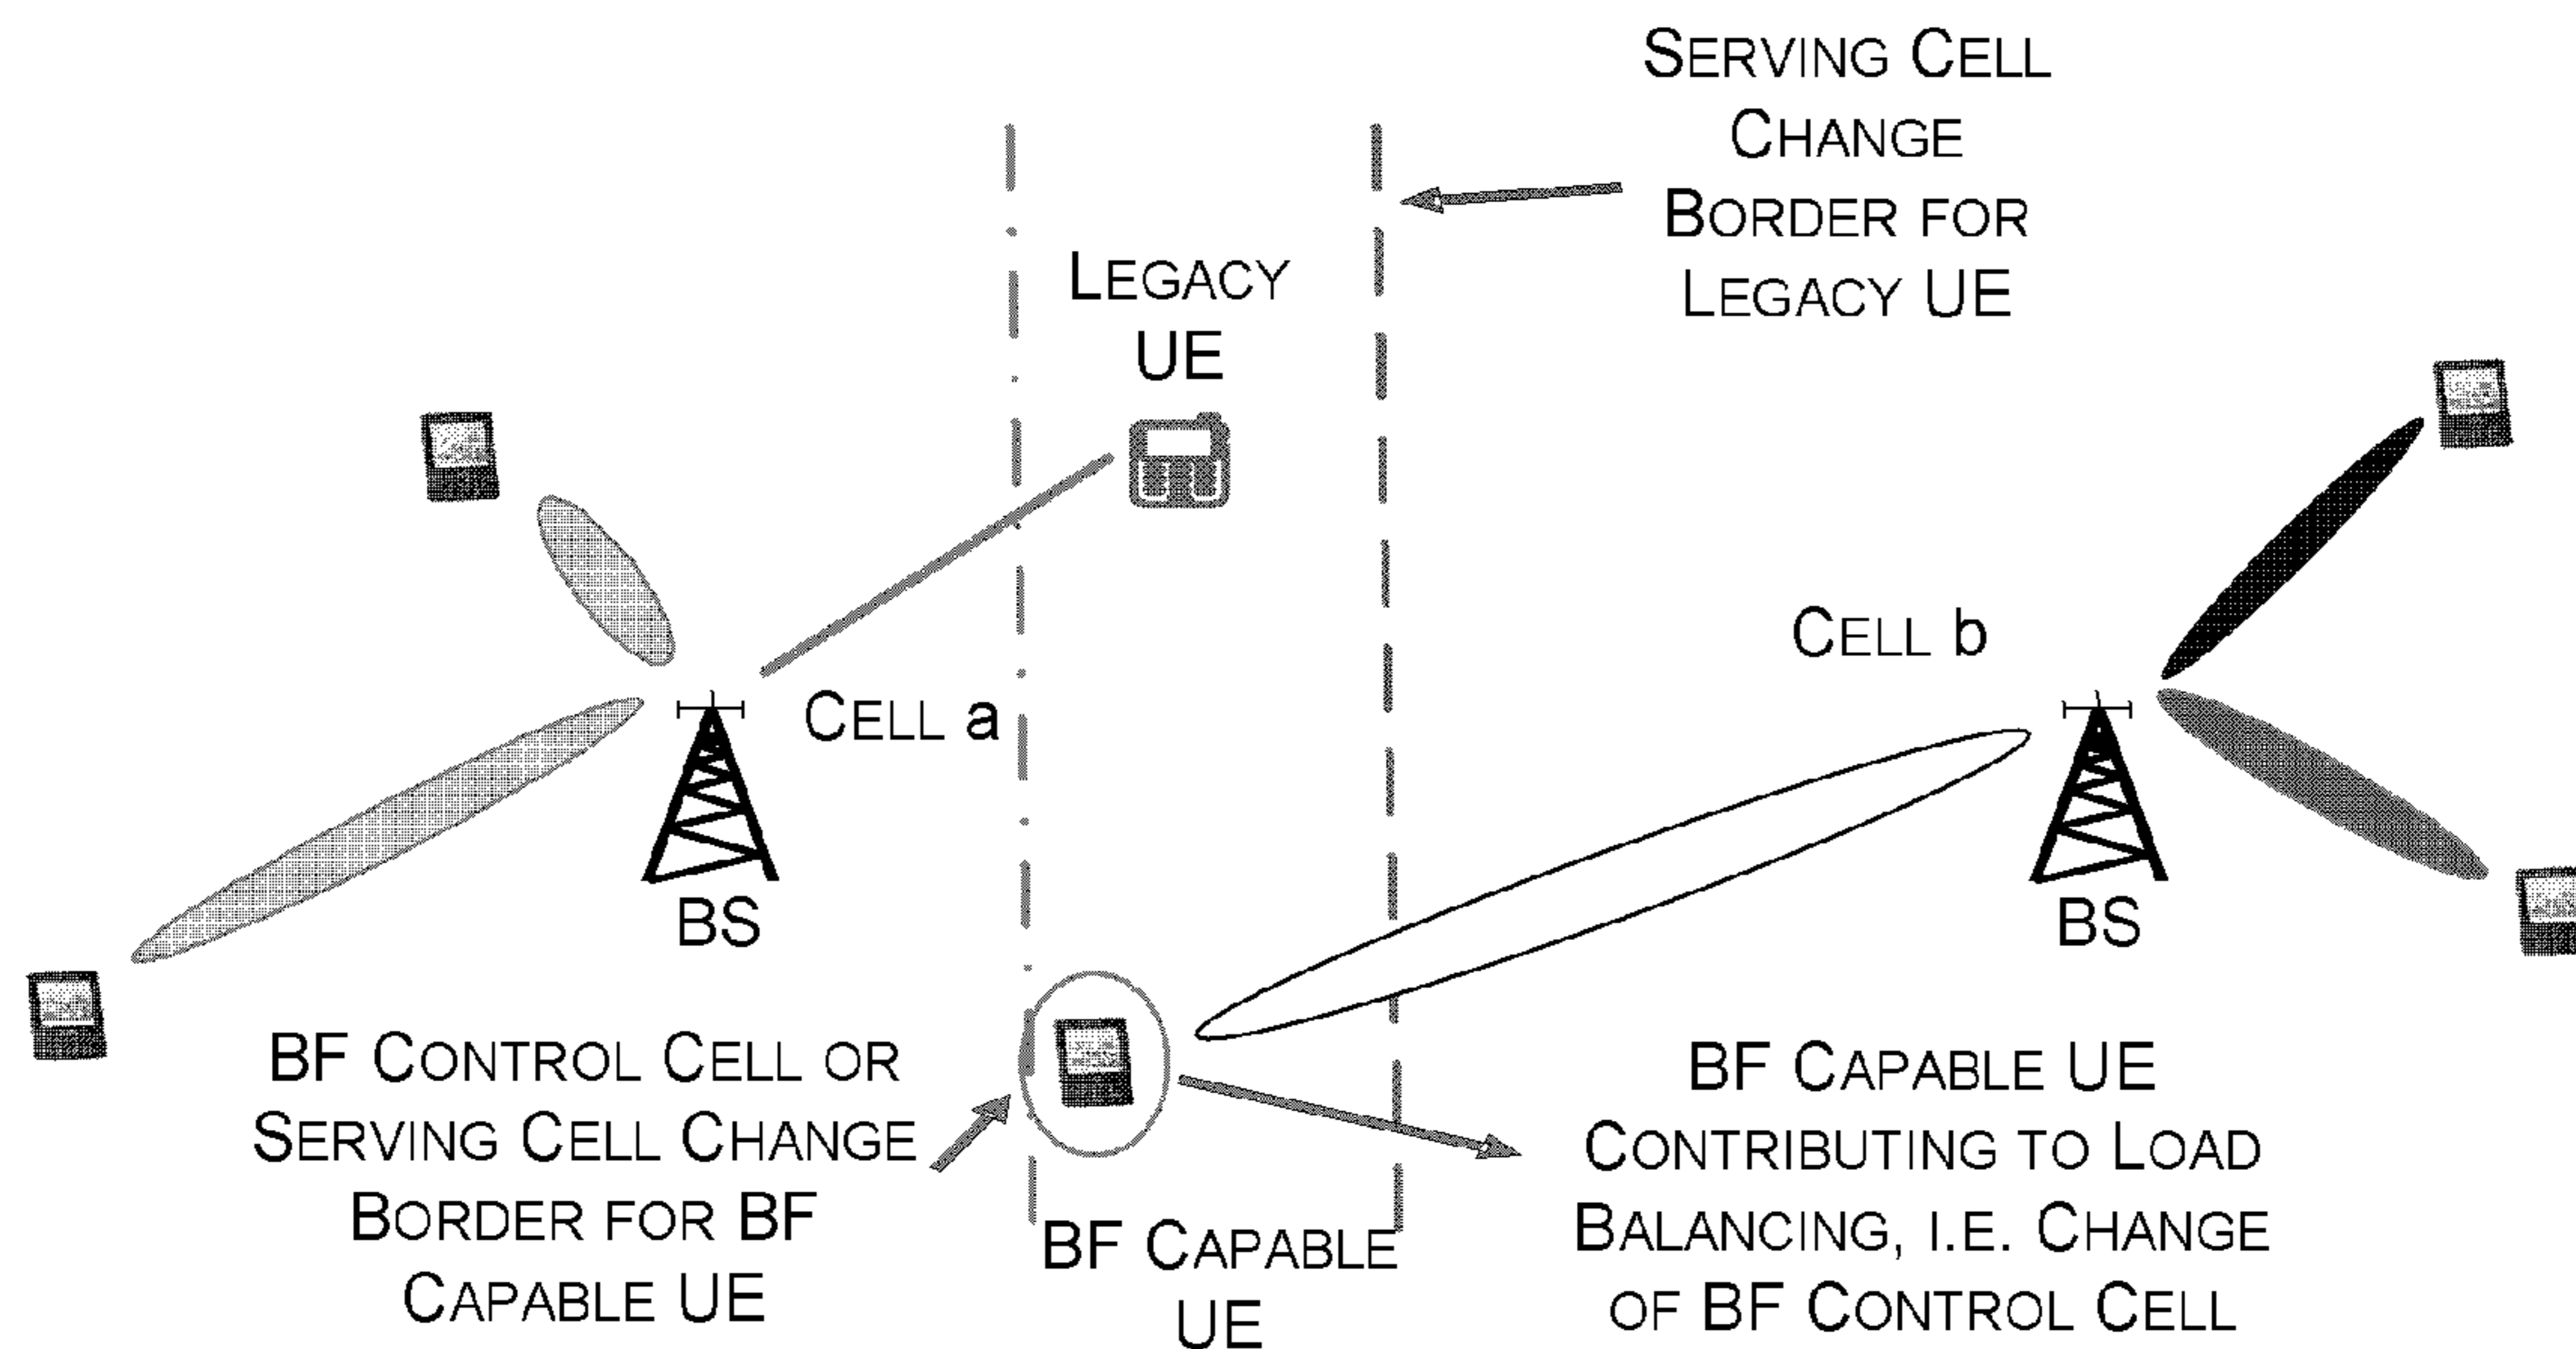 SERVING CELL
CHANGE
BORDER FOR
LEGACY UE
LEGACY
UE
CELL b
CELL a
BS
BS
BF CONTROL CELL OR
SERVING CELL CHANGE
BORDER FOR BF
CAPABLE UE
BF CAPABLE
UE
BF CAPABLE UE
CONTRIBUTING TO LOAD
BALANCING, I.E. CHANGE
OF BF CONTROL CELL